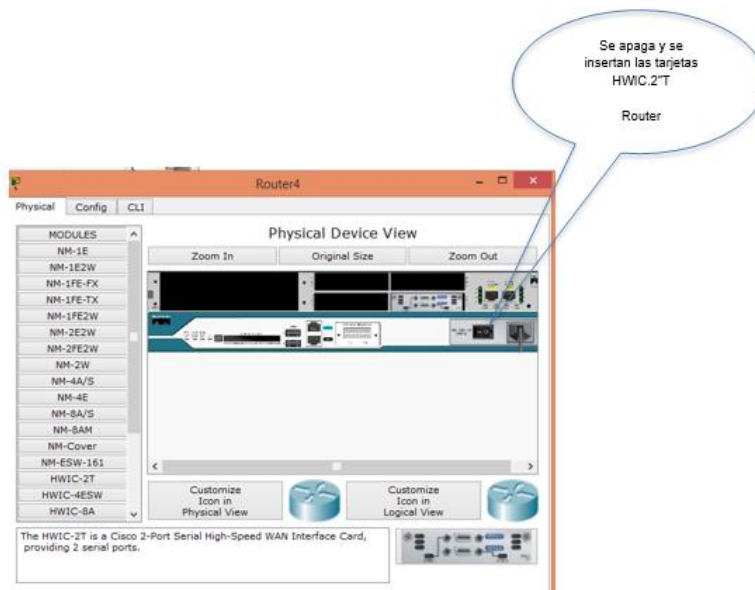 Se apaga y se
insertan las tarjetas
HWIC.2"T
Router
Router4
Physical
Config
CLI
MODULES
NM-1E
NM-1E2W
NM-1FE-FX
NM-1FE-TX
NM-1FE2W
NM-2E2W
NM-2FE2W
NM-2W
NM-4A/S
NM-4E
NM-8A/S
NM-8AM
NM-Cover
NM-ESW-161
HWIC-2T
HWIC-4ESW
HWIC-8A
Physical Device View
Zoom In
Original Size
Zoom Out
Customize
Icon in
Physical View
Customize
Icon in
Logical View
The HWIC-2T is a Cisco 2-Port Serial High-Speed WAN Interface Card,
providing 2 serial ports.